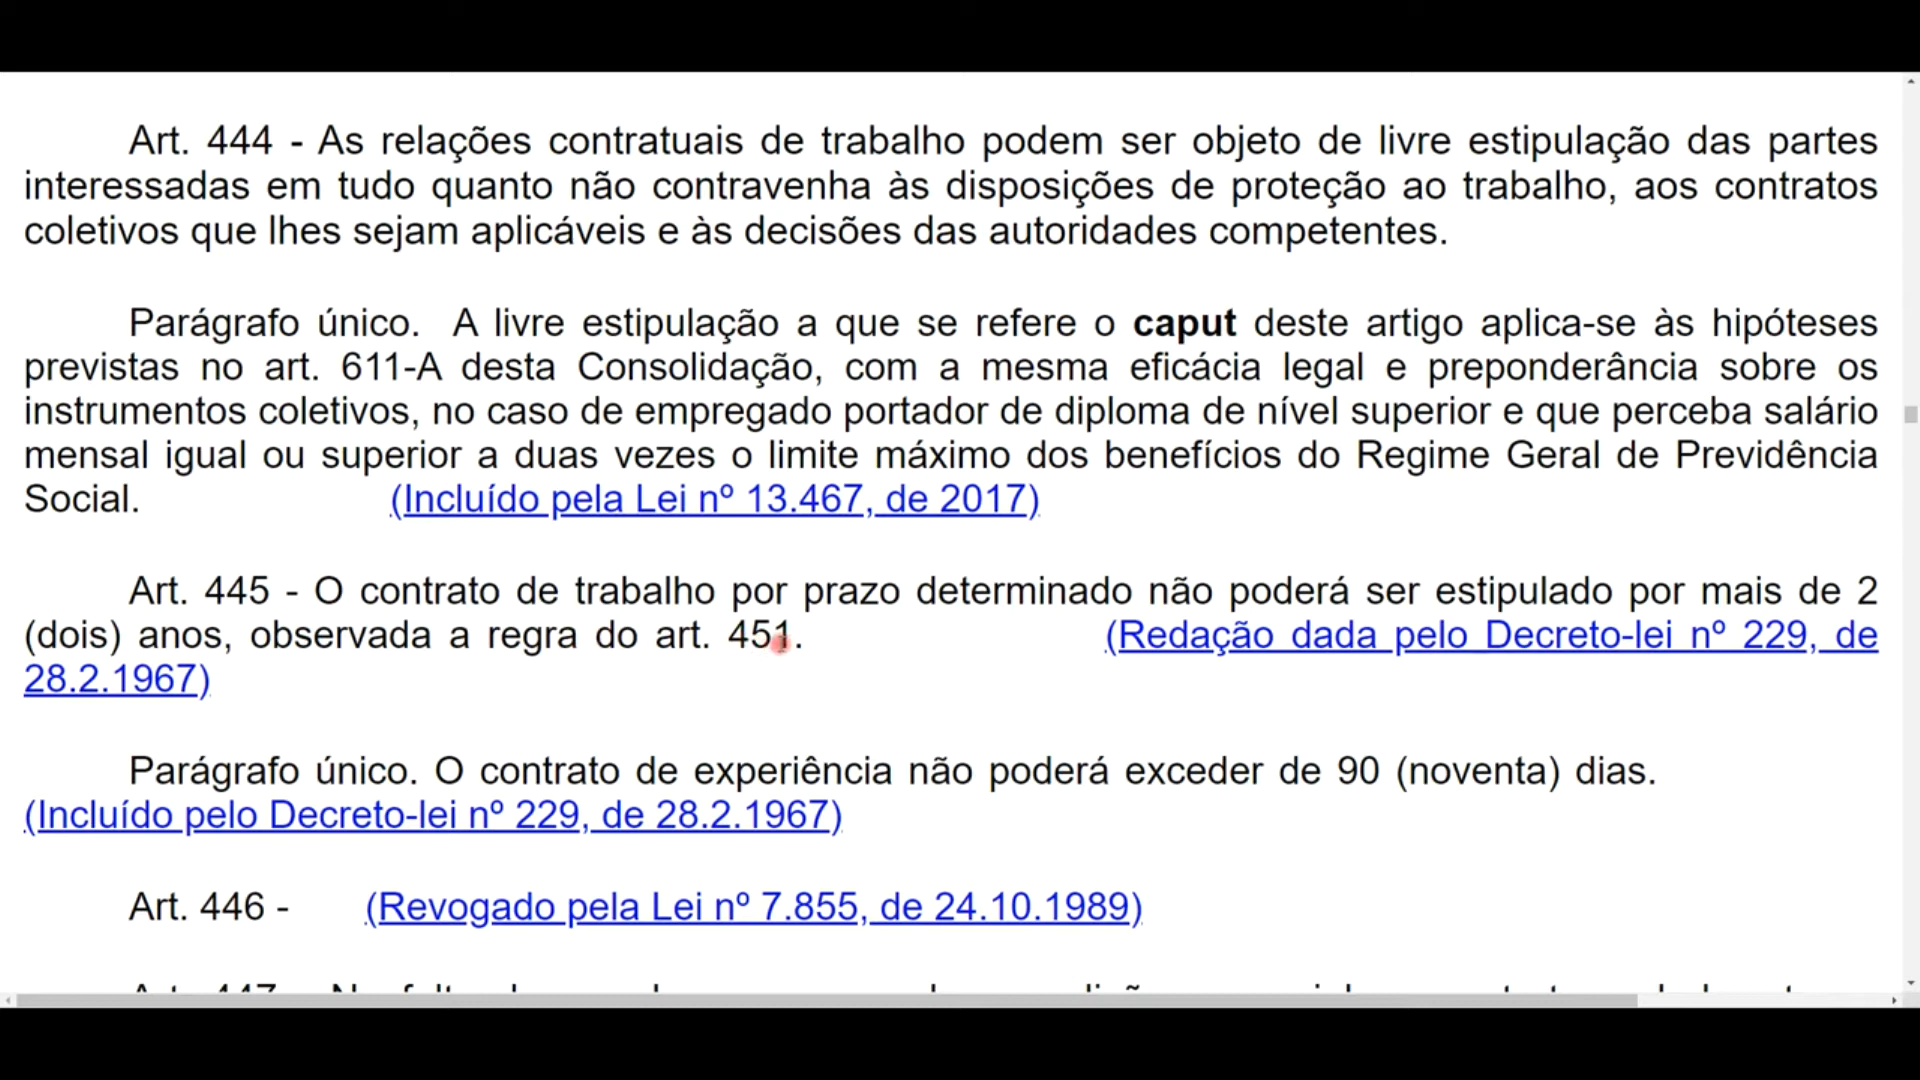 Art. 444 - As relações contratuais de trabalho podem ser objeto de livre estipulação das partes
interessadas em tudo quanto não contravenha às disposições de proteção ao trabalho, aos contratos
coletivos que lhes sejam aplicáveis e às decisões das autoridades competentes.
Parágrafo único. A livre estipulação a que se refere o caput deste artigo aplica-se às hipóteses
previstas no art. 611-A desta Consolidação, com a mesma eficácia legal e preponderância sobre os
instrumentos coletivos, no caso de empregado portador de diploma de nível superior e que perceba salário
mensal igual ou superior a duas vezes o limite máximo dos benefícios do Regime Geral de Previdência
Social. (Incluído pela Lei nº 13.467, de 2017)
Art. 445 - O contrato de trabalho por prazo determinado não poderá ser estipulado por mais de 2
(dois) anos, observada a regra do art. 451. (Redação dada pelo Decreto-lei nº 229, de
28.2.1967)
Parágrafo único. O contrato de experiência não poderá exceder de 90 (noventa) dias.
(Incluído pelo Decreto-lei nº 229, de 28.2.1967)
Art. 446 - (Revogado pela Lei nº 7.855, de 24.10.1989)